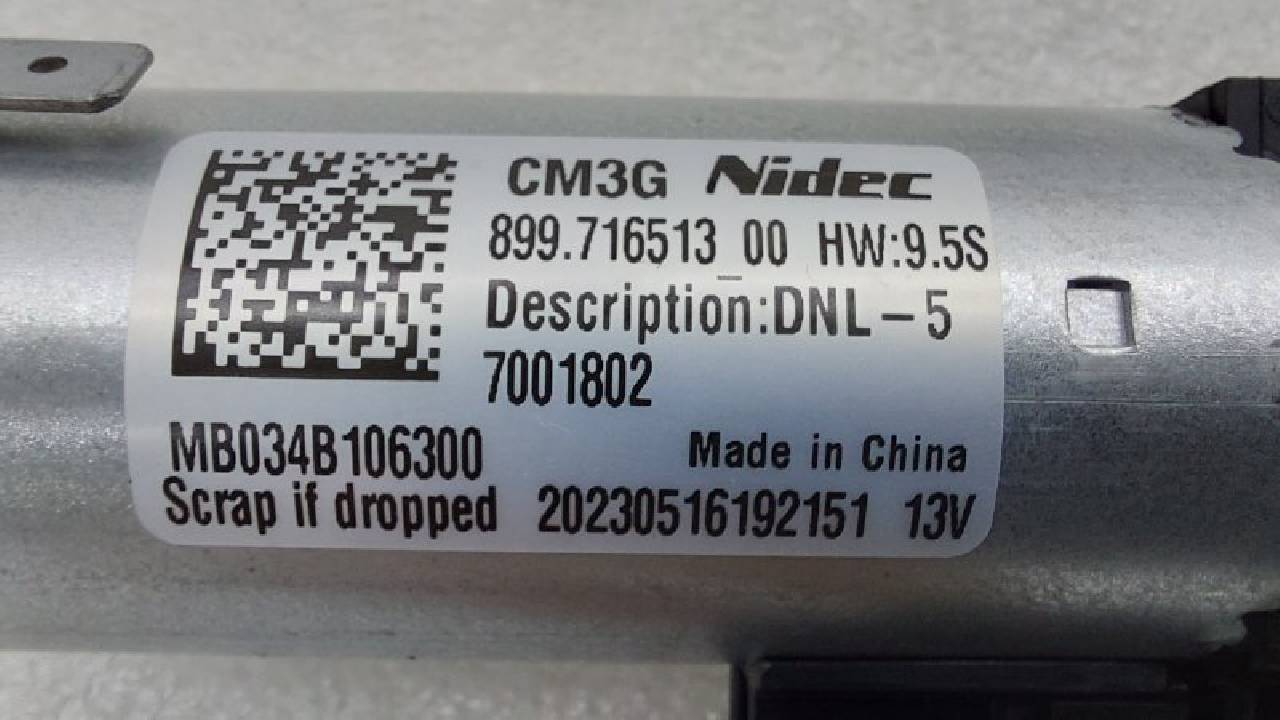 CM3G Nidec
899.716513_00 HW:9.5S
Description:DNL-5
7001802
MB034B106300 Made in China
Scrap if dropped 20230516192151 13V